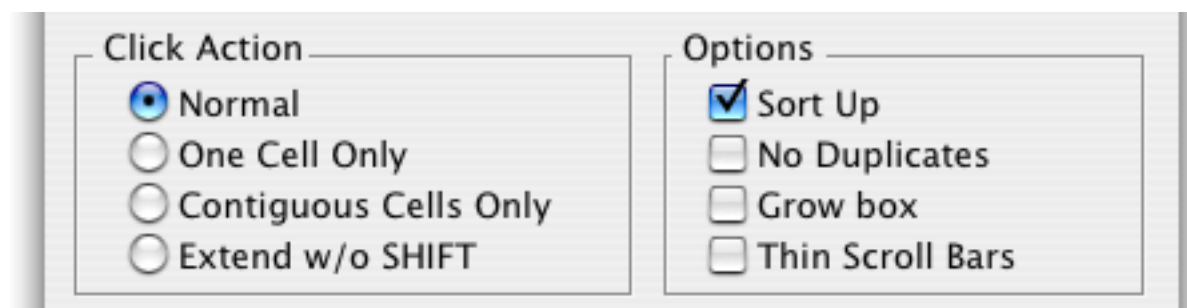 Click Action
Normal
One Cell Only
Contiguous Cells Only
Extend w/o SHIFT
Options
Sort Up
No Duplicates
Grow box
Thin Scroll Bars